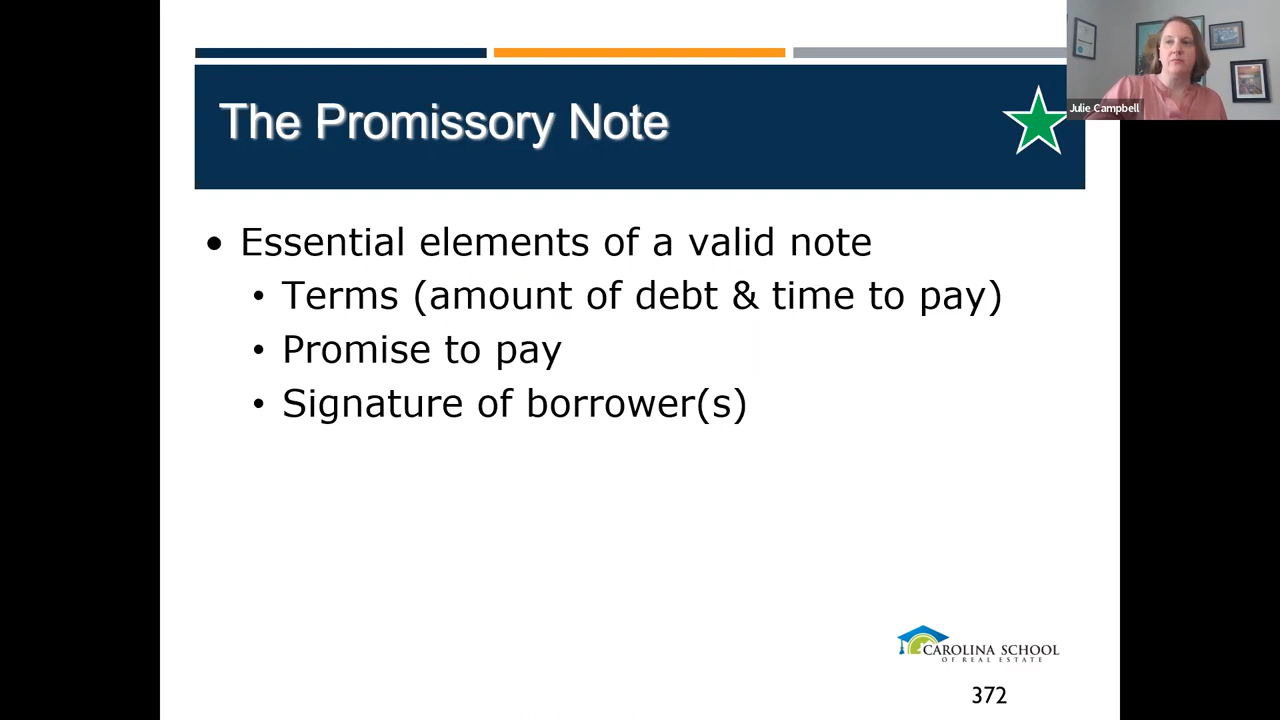 The Promissory Note
Julie Campbell
• Essential elements of a valid note
• Terms (amount of debt & time to pay)
• Promise to pay
• Signature of borrower(s)
CAROLINA SCHOOL
OF REAL ESTATE
372